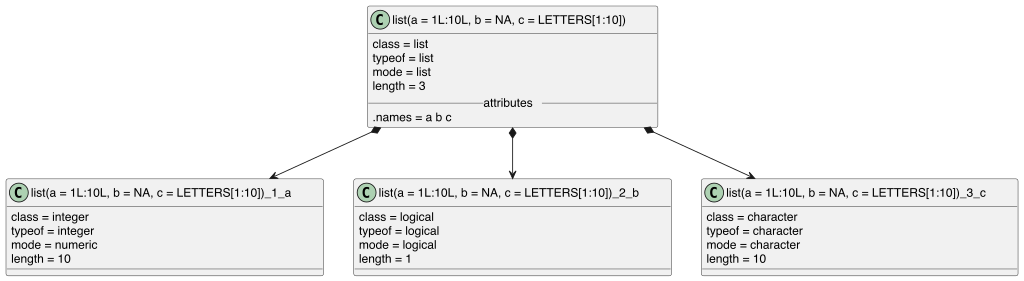 C list(a = 1L:10L, b = NA, c = LETTERS[1:10])
class = list
typeof = list
mode = list
length = 3
attributes
.names = a b c
C list(a = 1L:10L, b = NA, c = LETTERS[1:10])_1_a
class = integer
typeof = integer
mode = numeric
length = 10
C list(a = 1L:10L, b = NA, c = LETTERS[1:10])_2_b
class = logical
typeof = logical
mode = logical
length = 1
C list(a = 1L:10L, b = NA, c = LETTERS[1:10])_3_c
class = character
typeof = character
mode = character
length = 10